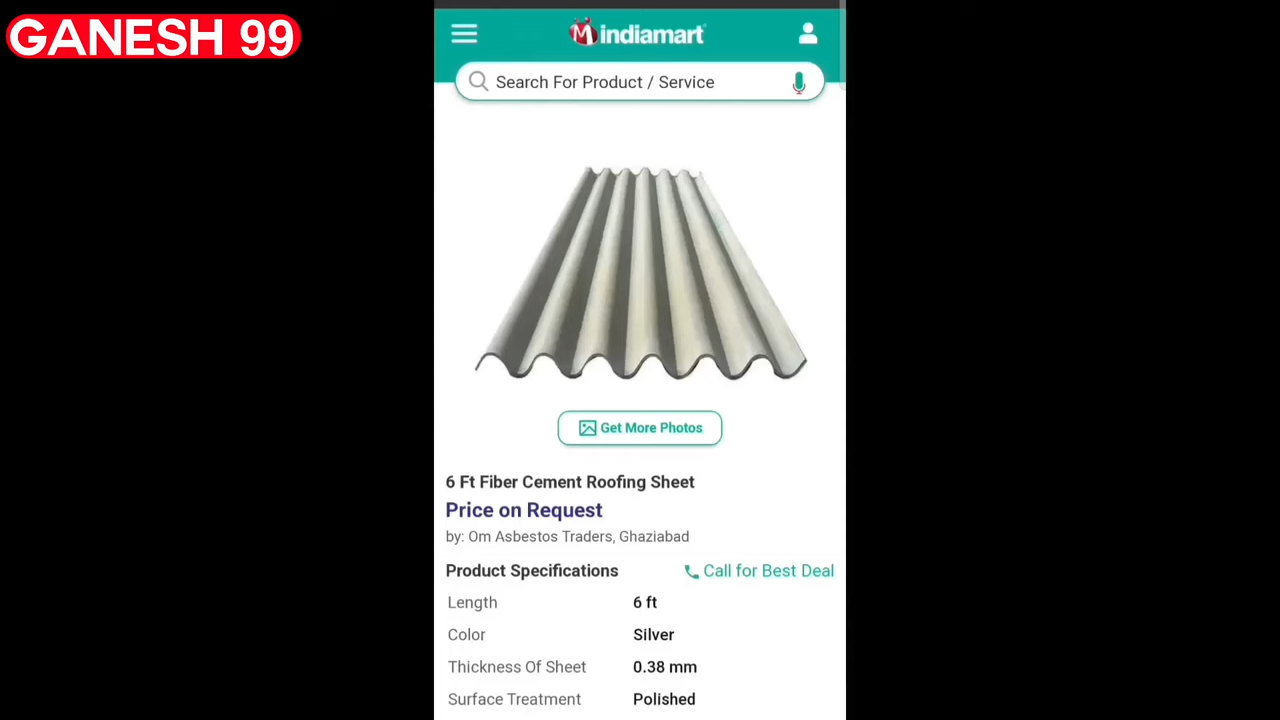 GANESH 99
indiamart
Search For Product / Service
Get More Photos
6 Ft Fiber Cement Roofing Sheet
Price on Request
by: Om Asbestos Traders, Ghaziabad
Product Specifications Call for Best Deal
Length 6 ft
Color Silver
Thickness Of Sheet 0.38 mm
Surface Treatment Polished